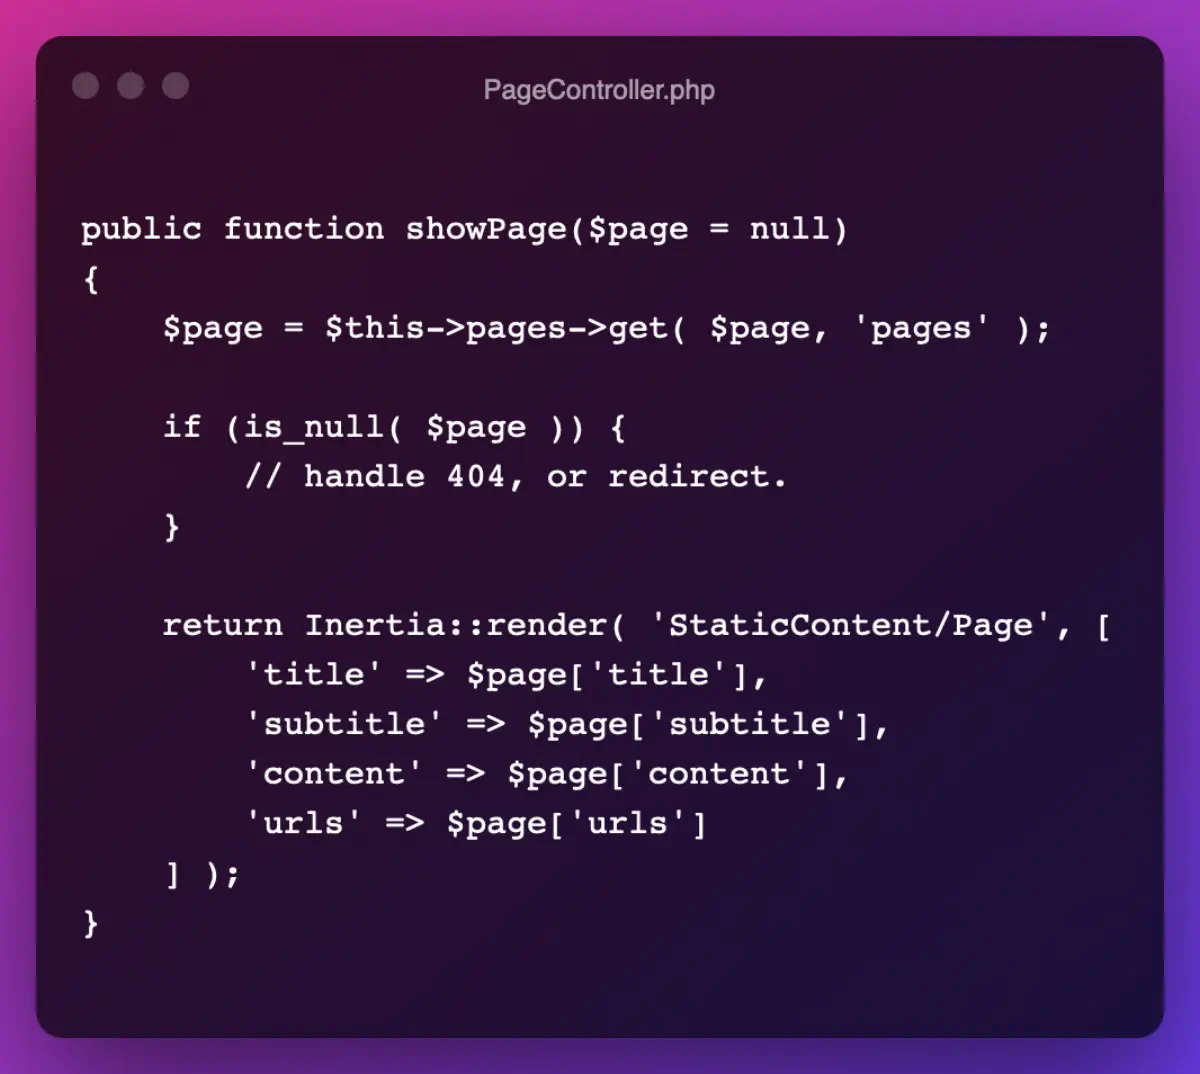 PageController.php
public function showPage($page = null)
{
    $page = $this->pages->get( $page, 'pages' );
    if (is_null( $page )) {
        // handle 404, or redirect.
    }
    return Inertia::render( 'StaticContent/Page', [
        'title' => $page['title'],
        'subtitle' => $page['subtitle'],
        'content' => $page['content'],
        'urls' => $page['urls']
    ] );
}